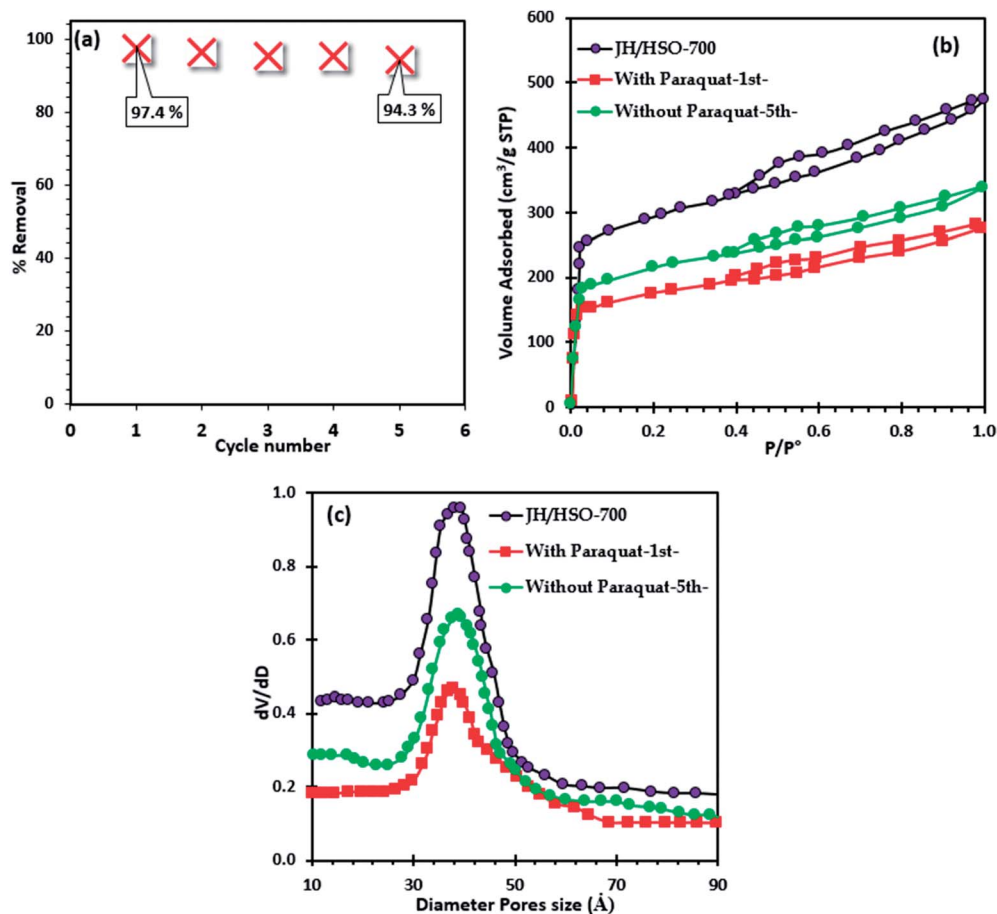 (a)
100
80
60
40
20
0
% Removal
97.4 %
94.3 %
0 1 2 3 4 5 6
Cycle number
(b)
600
500
400
300
200
100
0
Volume Adsorbed (cm³/g STP)
JH/HSO-700
With Paraquat-1st-
Without Paraquat-5th-
0.0 0.2 0.4 0.6 0.8 1.0
P/P°
(c)
1.0
0.8
0.6
0.4
0.2
0.0
dV/dD
JH/HSO-700
With Paraquat-1st-
Without Paraquat-5th-
10 30 50 70 90
Diameter Pores size (Å)